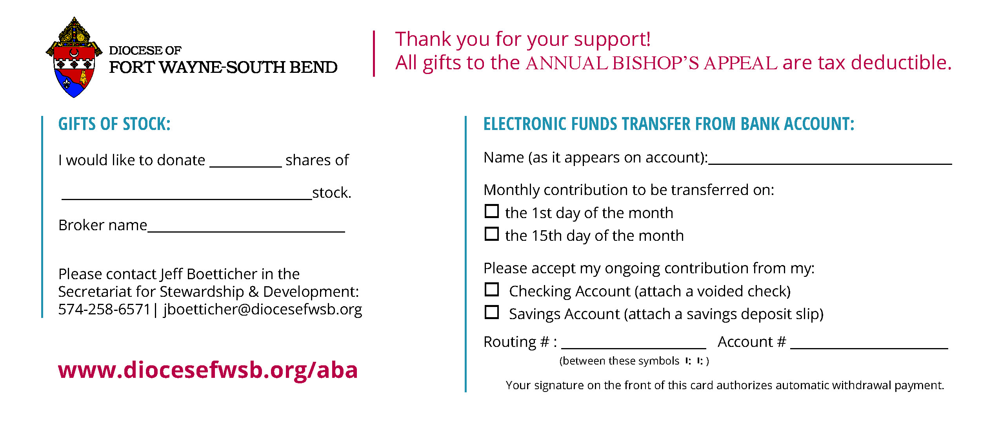 DIOCESE OF
FORT WAYNE-SOUTH BEND
Thank you for your support!
All gifts to the ANNUAL BISHOP’S APPEAL are tax deductible.
GIFTS OF STOCK:
I would like to donate __________ shares of
___________________________________stock.
Broker name___________________________
Please contact Jeff Boetticher in the
Secretariat for Stewardship & Development:
574-258-6571| jboetticher@diocesefwsb.org
www.diocesefwsb.org/aba
ELECTRONIC FUNDS TRANSFER FROM BANK ACCOUNT:
Name (as it appears on account):__________________________________
Monthly contribution to be transferred on:
☐ the 1st day of the month
☐ the 15th day of the month
Please accept my ongoing contribution from my:
☐ Checking Account (attach a voided check)
☐ Savings Account (attach a savings deposit slip)
Routing # : ____________________ Account # ______________________
(between these symbols ⑆ ⑆ )
Your signature on the front of this card authorizes automatic withdrawal payment.